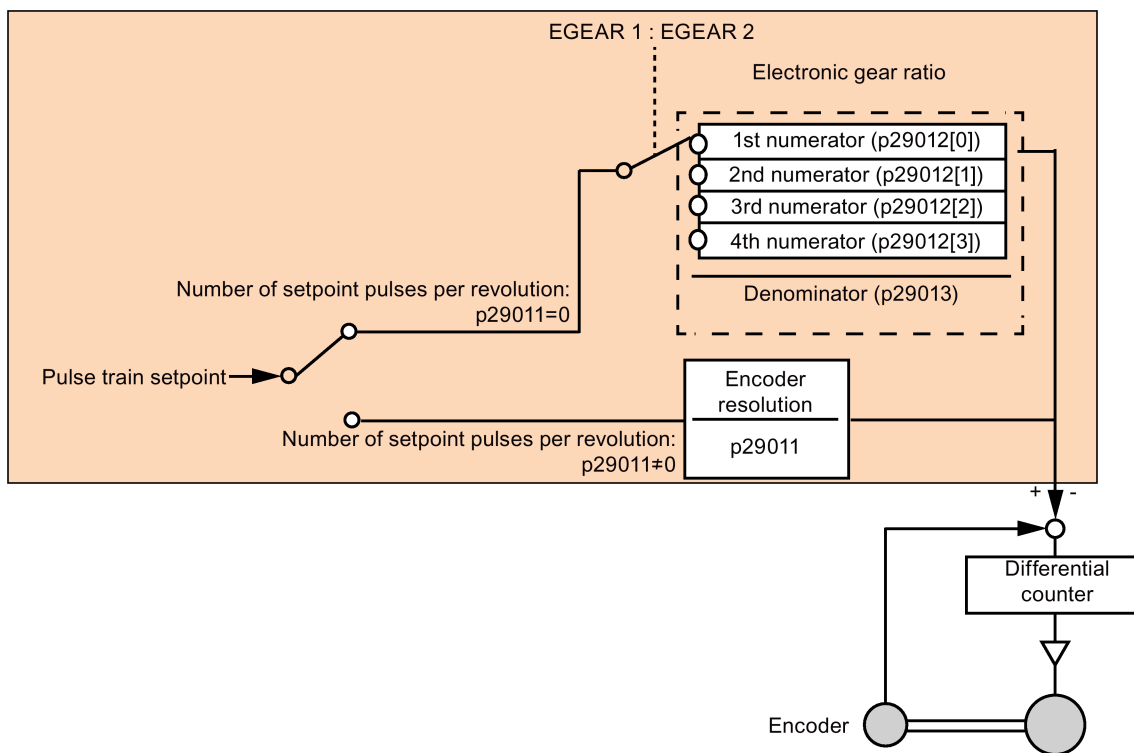 EGEAR 1 : EGEAR 2
Electronic gear ratio
1st numerator (p29012[0])
2nd numerator (p29012[1])
3rd numerator (p29012[2])
4th numerator (p29012[3])
Denominator (p29013)
Number of setpoint pulses per revolution:
p29011=0
Pulse train setpoint
Encoder
resolution
p29011
Number of setpoint pulses per revolution:
p29011≠0
+ -
Differential
counter
Encoder